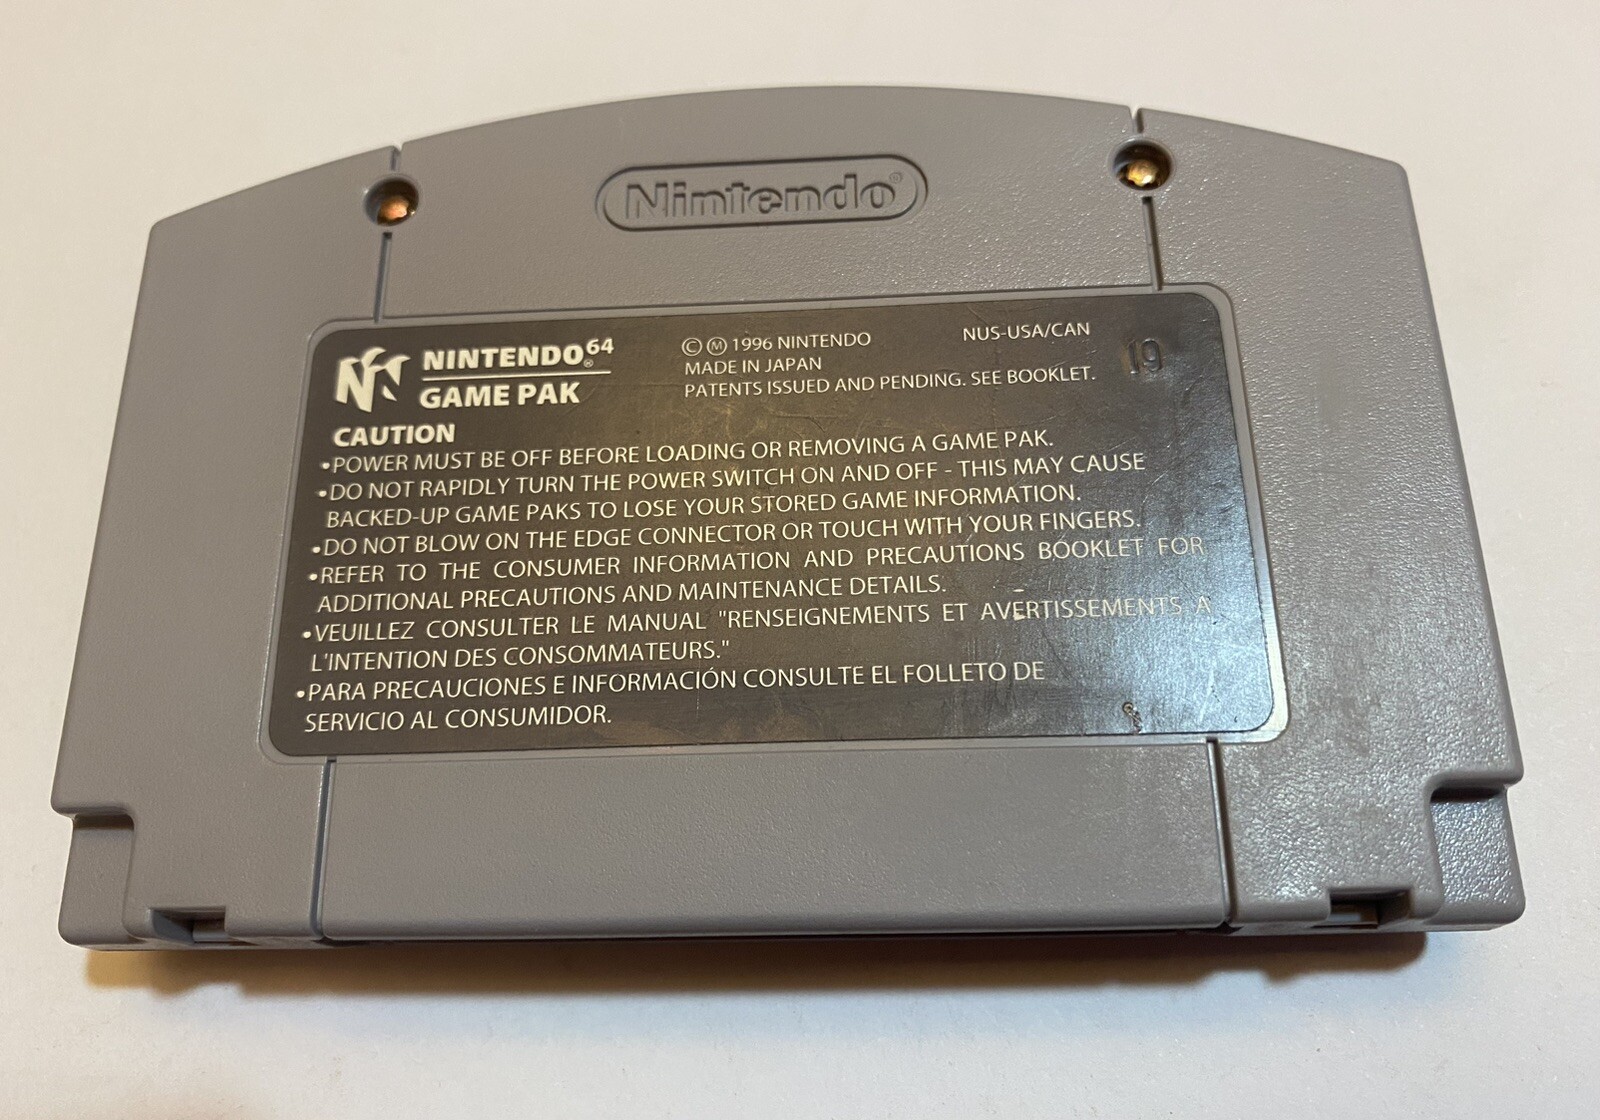 Nintendo®
NINTENDO®64
GAME PAK
© Ⓜ 1996 NINTENDO
MADE IN JAPAN
PATENTS ISSUED AND PENDING. SEE BOOKLET.
NUS-USA/CAN
19
CAUTION
•POWER MUST BE OFF BEFORE LOADING OR REMOVING A GAME PAK.
•DO NOT RAPIDLY TURN THE POWER SWITCH ON AND OFF - THIS MAY CAUSE
BACKED-UP GAME PAKS TO LOSE YOUR STORED GAME INFORMATION.
•DO NOT BLOW ON THE EDGE CONNECTOR OR TOUCH WITH YOUR FINGERS.
•REFER TO THE CONSUMER INFORMATION AND PRECAUTIONS BOOKLET FOR
ADDITIONAL PRECAUTIONS AND MAINTENANCE DETAILS.
•VEUILLEZ CONSULTER LE MANUAL "RENSEIGNEMENTS ET AVERTISSEMENTS A
L'INTENTION DES CONSOMMATEURS."
•PARA PRECAUCIONES E INFORMACIÓN CONSULTE EL FOLLETO DE
SERVICIO AL CONSUMIDOR.